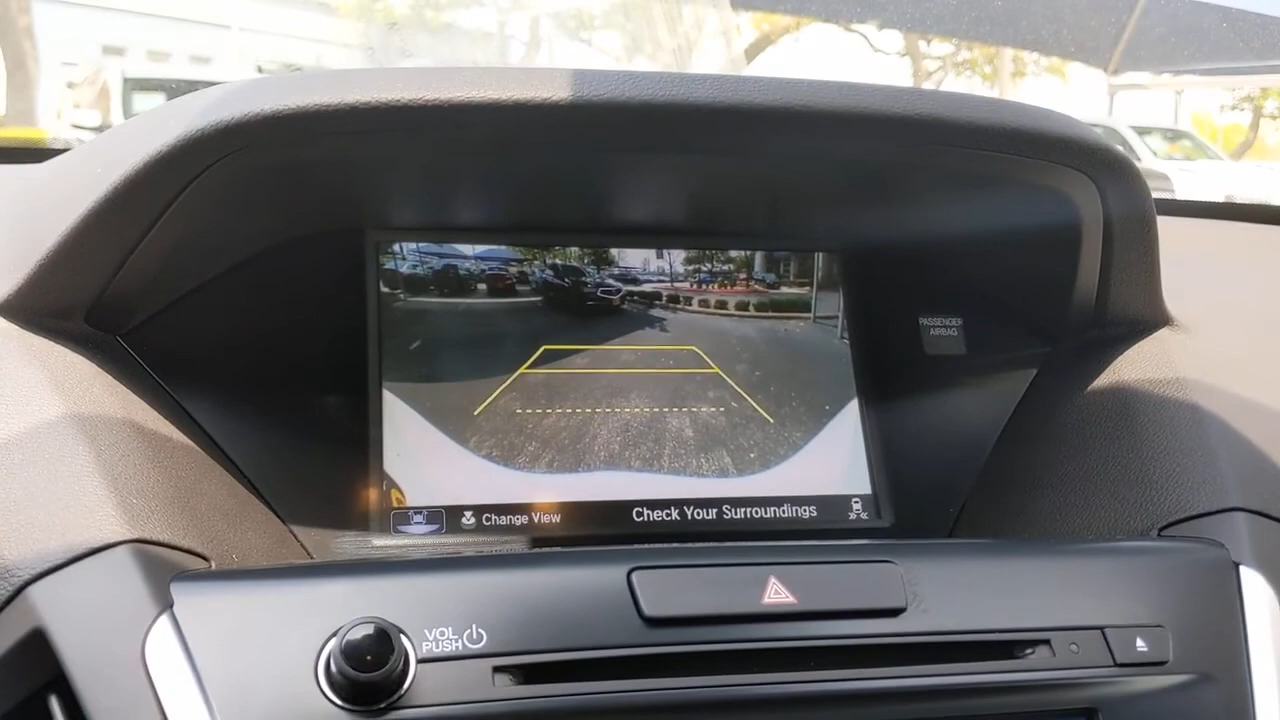 PASSENGER
AIRBAG
Change View
Check Your Surroundings
VOL
PUSH